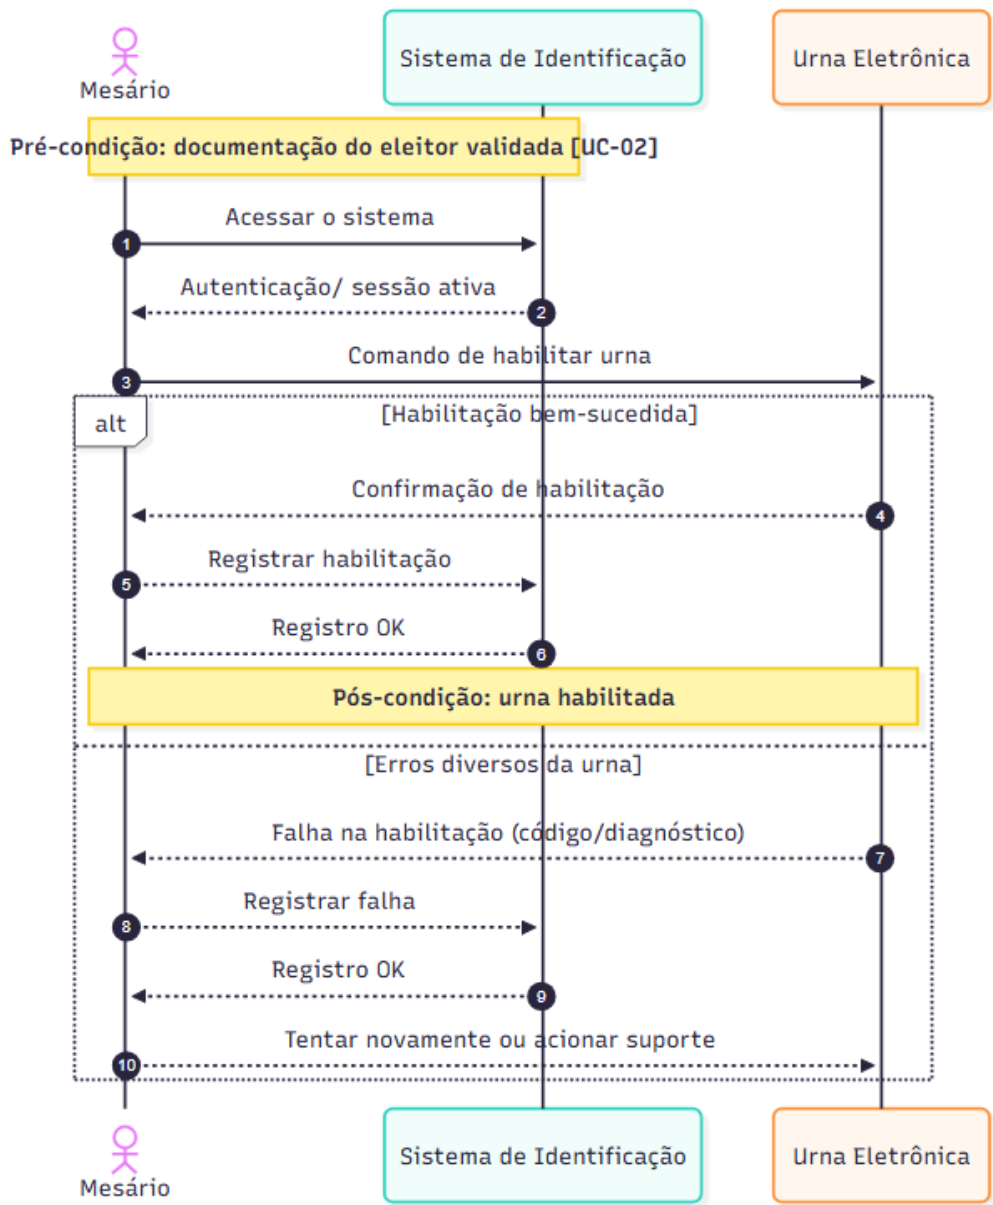 Mesário
Sistema de Identificação
Urna Eletrônica
Pré-condição: documentação do eleitor validada [UC-02]
Acessar o sistema
1
Autenticação/ sessão ativa
2
Comando de habilitar urna
3
alt
[Habilitação bem-sucedida]
Confirmação de habilitação
4
Registrar habilitação
5
Registro OK
6
Pós-condição: urna habilitada
[Erros diversos da urna]
Falha na habilitação (código/diagnóstico)
7
Registrar falha
8
Registro OK
9
Tentar novamente ou acionar suporte
10
Mesário
Sistema de Identificação
Urna Eletrônica